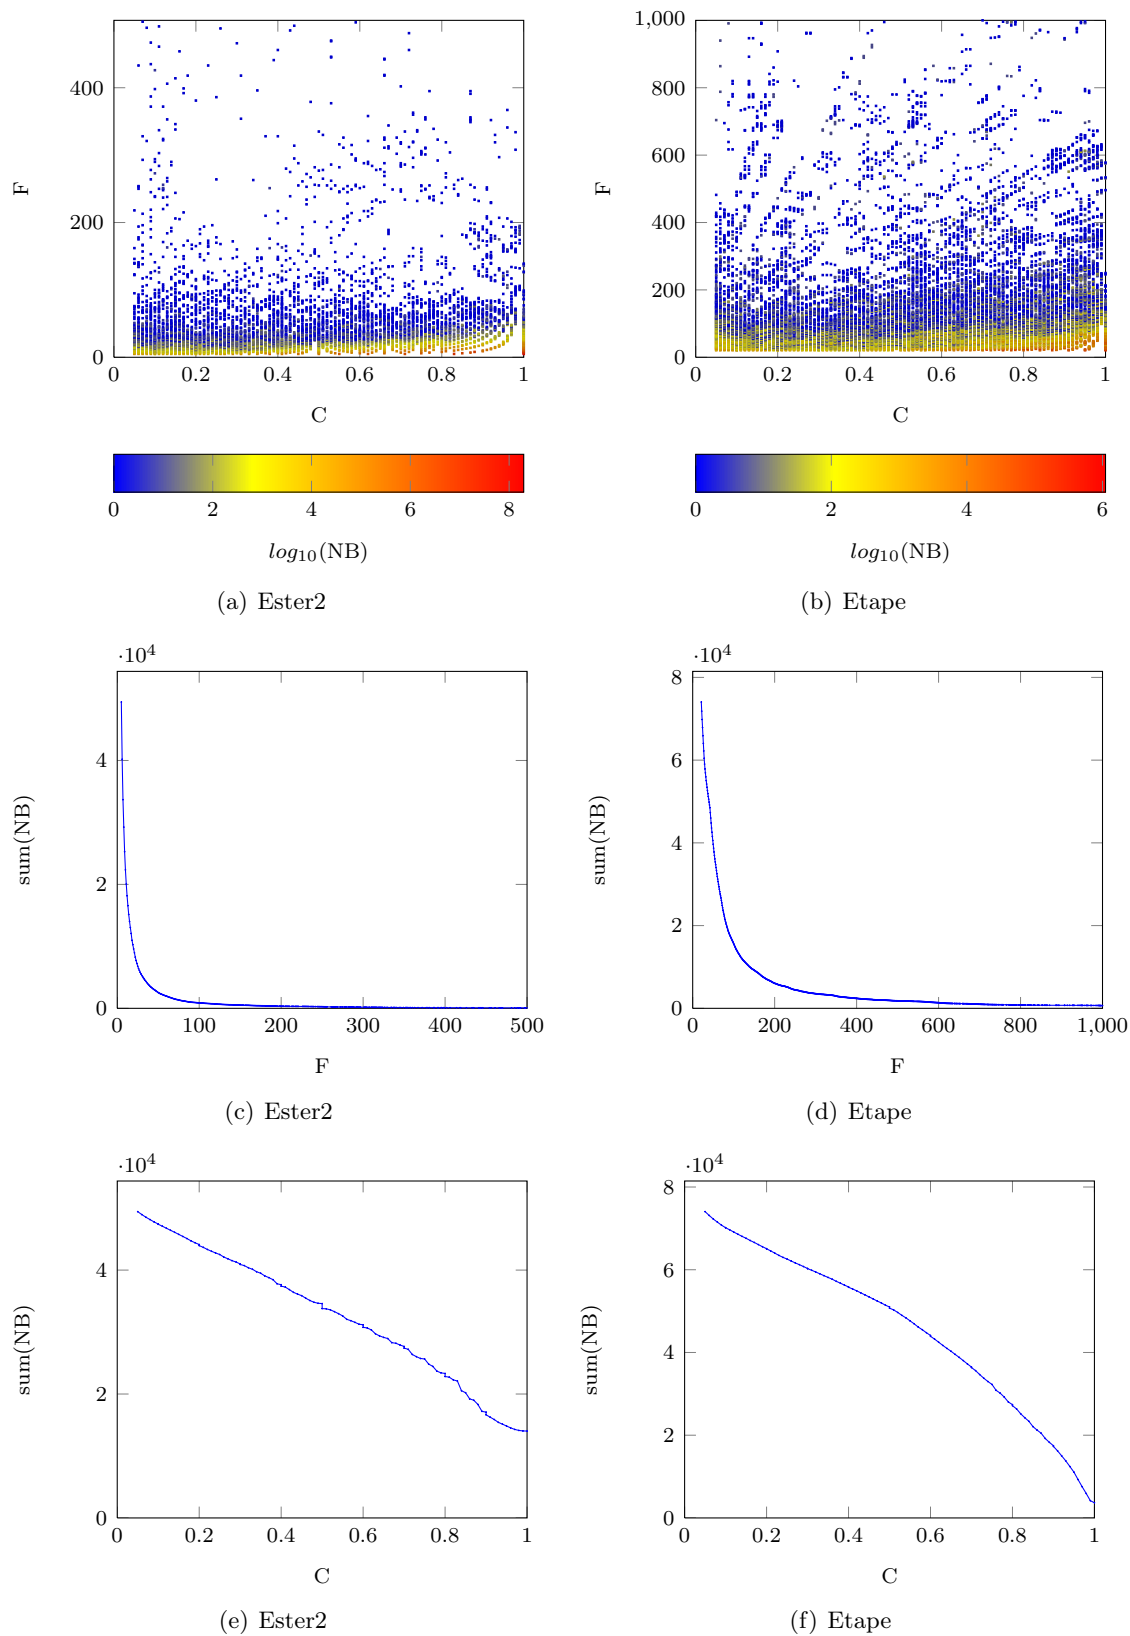 1,000
400
200
0
F
0 0.2 0.4 0.6 0.8 1
C
800
600
400
200
0
F
0 0.2 0.4 0.6 0.8 1
C
0 2 4 6 8
log10(NB)
0 2 4 6
log10(NB)
(a) Ester2
(b) Etape
·10^4
4
2
0
sum(NB)
0 100 200 300 400 500
F
·10^4
8
6
4
2
0
sum(NB)
0 200 400 600 800 1,000
F
(c) Ester2
(d) Etape
·10^4
4
2
0
sum(NB)
0 0.2 0.4 0.6 0.8 1
C
·10^4
8
6
4
2
0
sum(NB)
0 0.2 0.4 0.6 0.8 1
C
(e) Ester2
(f) Etape